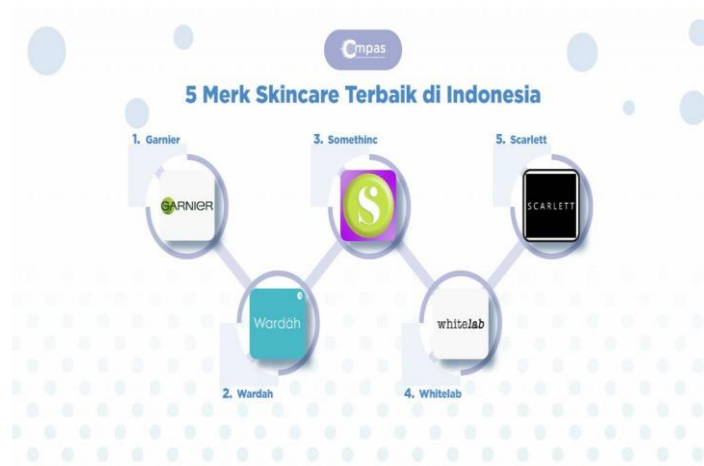 Compas
5 Merk Skincare Terbaik di Indonesia
1. Garnier
3. Somethinc
5. Scarlett
GARNIER
S
SCARLETT
Wardah
whitelab
2. Wardah
4. Whitelab